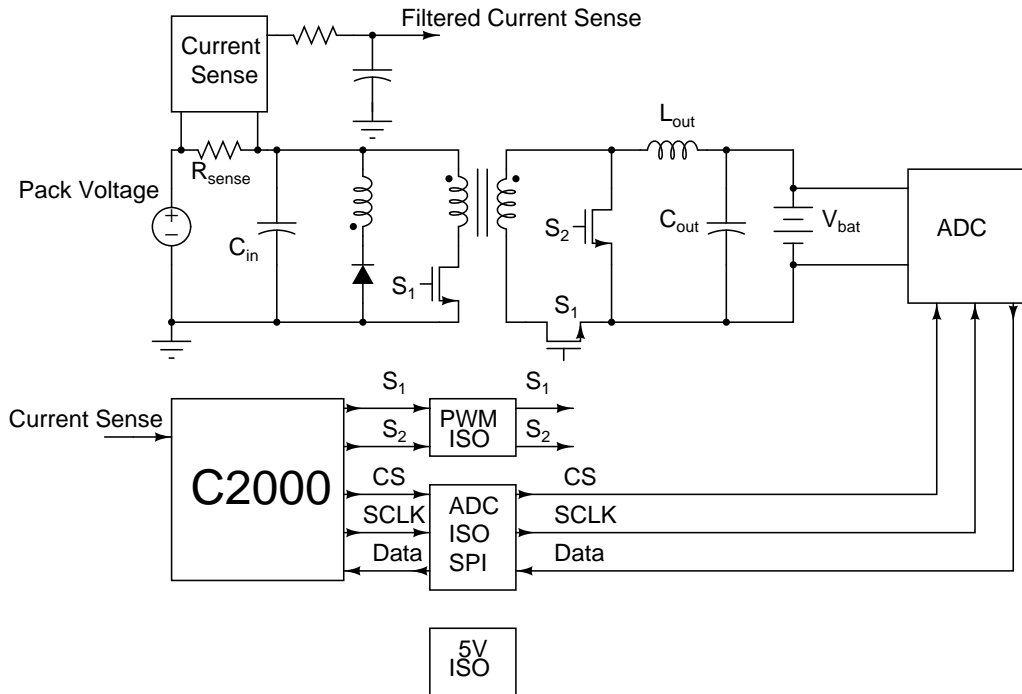 Filtered Current Sense
Current
Sense
R_sense
Pack Voltage
+
−
C_in
S_1
S_2
S_1
L_out
C_out
V_bat
ADC
Current Sense
C2000
S_1
S_2
PWM
ISO
S_1
S_2
CS
SCLK
Data
ADC
ISO
SPI
CS
SCLK
Data
5V
ISO